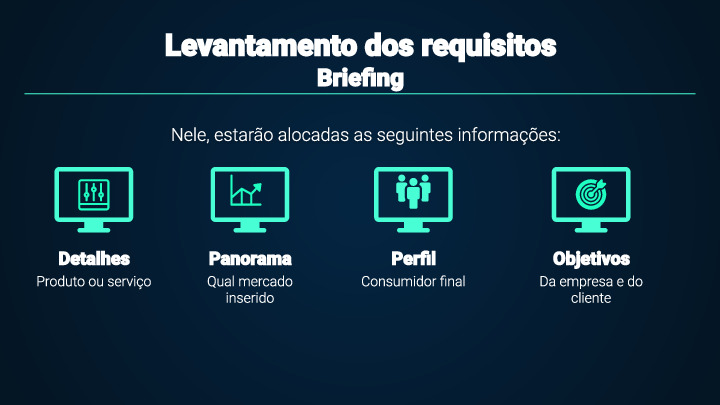 Levantamento dos requisitos
Briefing
Nele, estarão alocadas as seguintes informações:
Detalhes
Produto ou serviço
Panorama
Qual mercado
inserido
Perfil
Consumidor final
Objetivos
Da empresa e do
cliente